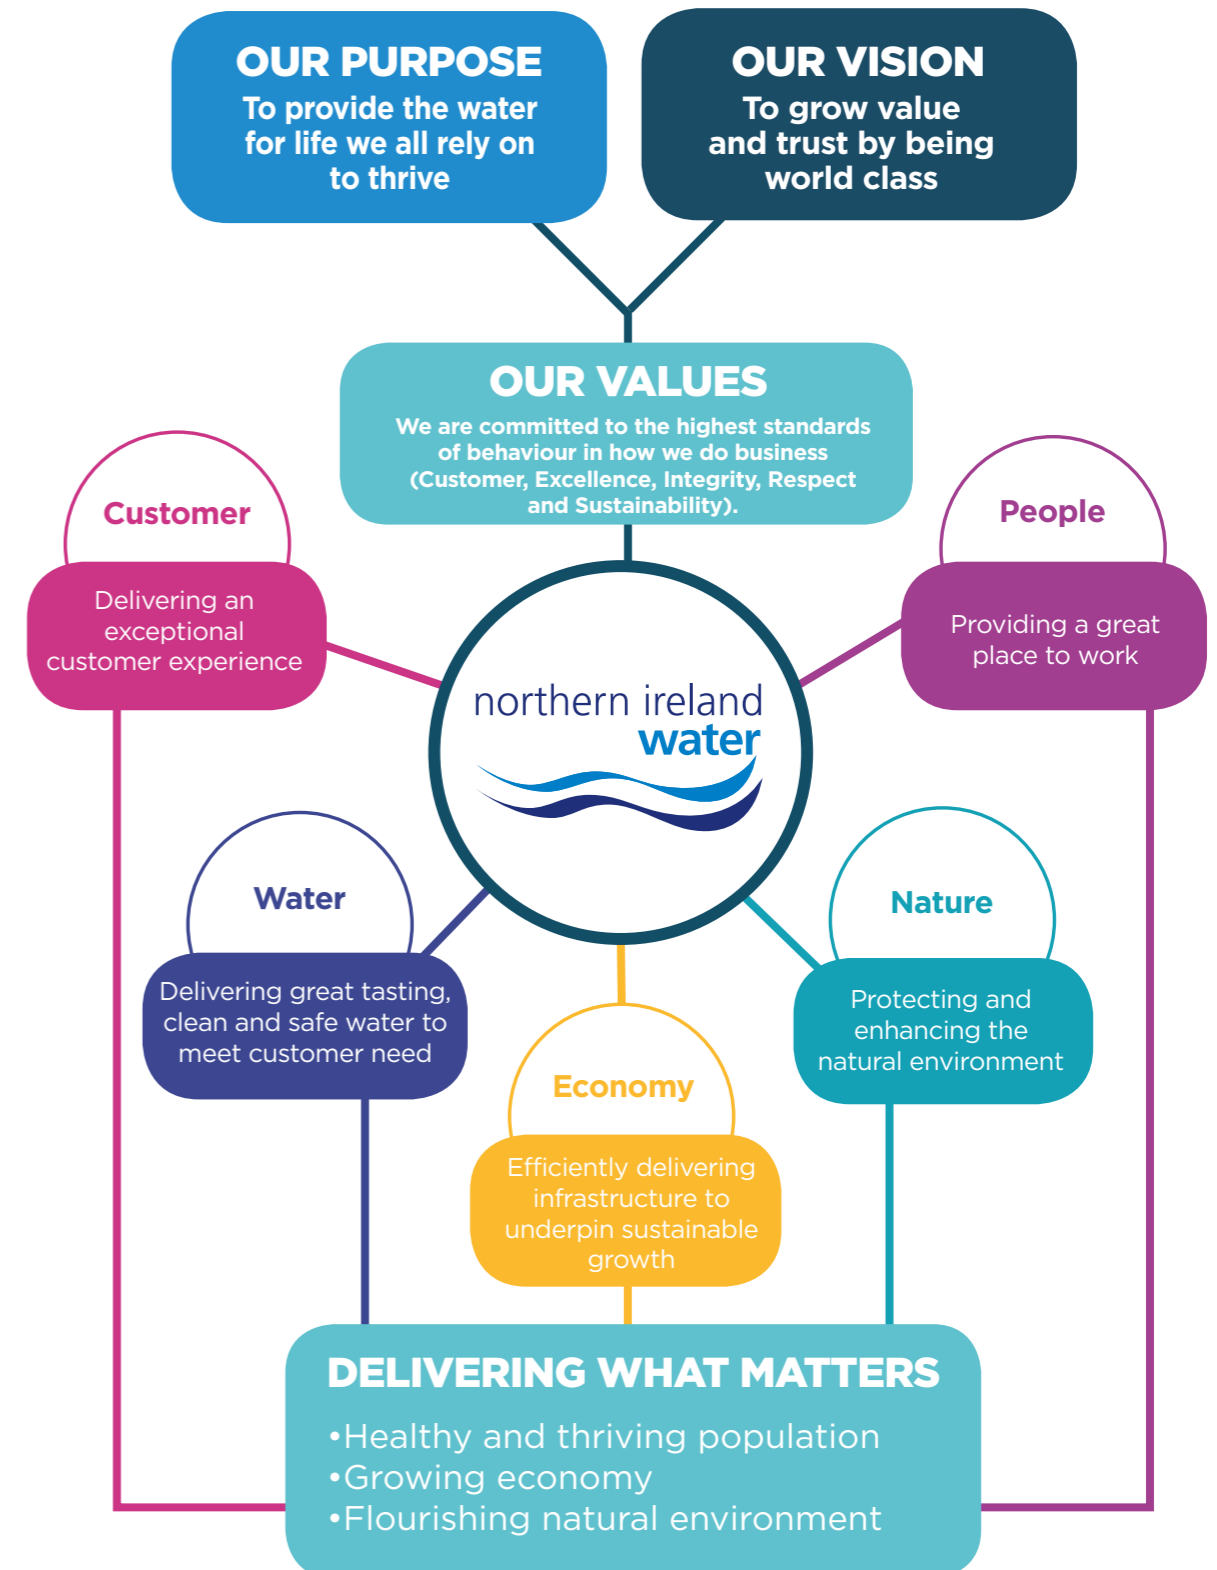 OUR PURPOSE
To provide the water
for life we all rely on
to thrive
OUR VISION
To grow value
and trust by being
world class
OUR VALUES
We are committed to the highest standards
of behaviour in how we do business
(Customer, Excellence, Integrity, Respect
and Sustainability).
Customer
Delivering an
exceptional
customer experience
People
Providing a great
place to work
northern ireland
water
Water
Delivering great tasting,
clean and safe water to
meet customer need
Nature
Protecting and
enhancing the
natural environment
Economy
Efficiently delivering
infrastructure to
underpin sustainable
growth
DELIVERING WHAT MATTERS
•Healthy and thriving population
•Growing economy
•Flourishing natural environment